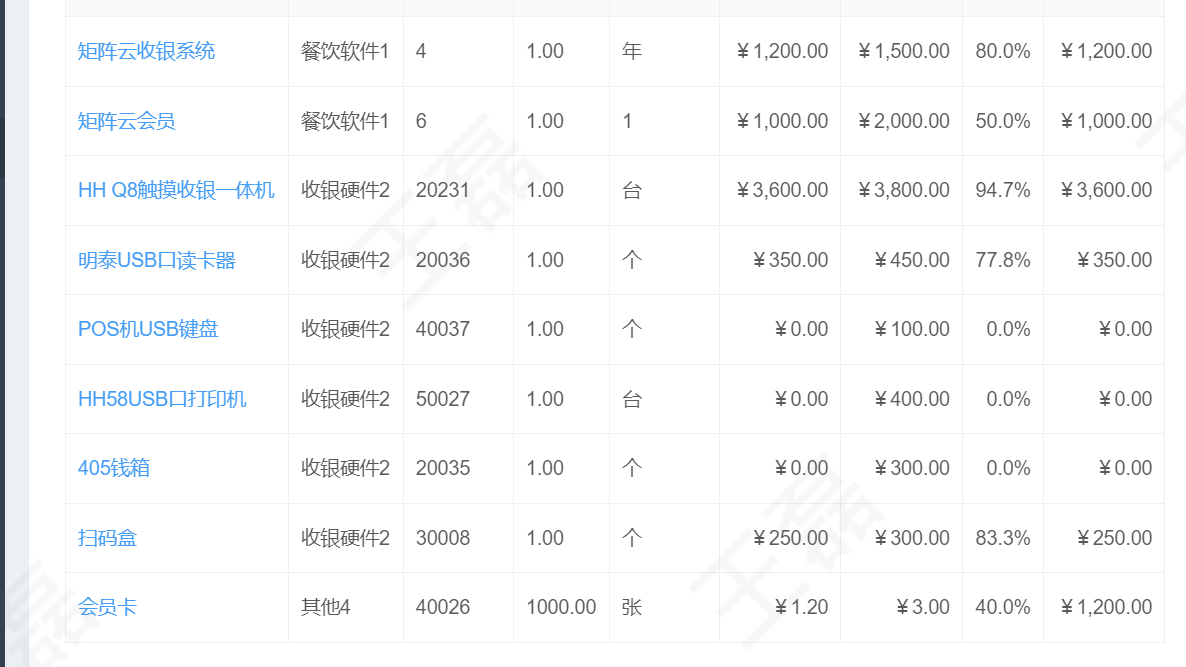 矩阵云收银系统 餐饮软件1 4 1.00 年 ¥1,200.00 ¥1,500.00 80.0% ¥1,200.00
矩阵云会员 餐饮软件1 6 1.00 1 ¥1,000.00 ¥2,000.00 50.0% ¥1,000.00
HH Q8触摸收银一体机 收银硬件2 20231 1.00 台 ¥3,600.00 ¥3,800.00 94.7% ¥3,600.00
明泰USB口读卡器 收银硬件2 20036 1.00 个 ¥350.00 ¥450.00 77.8% ¥350.00
POS机USB键盘 收银硬件2 40037 1.00 个 ¥0.00 ¥100.00 0.0% ¥0.00
HH58USB口打印机 收银硬件2 50027 1.00 台 ¥0.00 ¥400.00 0.0% ¥0.00
405钱箱 收银硬件2 20035 1.00 个 ¥0.00 ¥300.00 0.0% ¥0.00
扫码盒 收银硬件2 30008 1.00 个 ¥250.00 ¥300.00 83.3% ¥250.00
会员卡 其他4 40026 1000.00 张 ¥1.20 ¥3.00 40.0% ¥1,200.00
王磊
王磊
王
磊